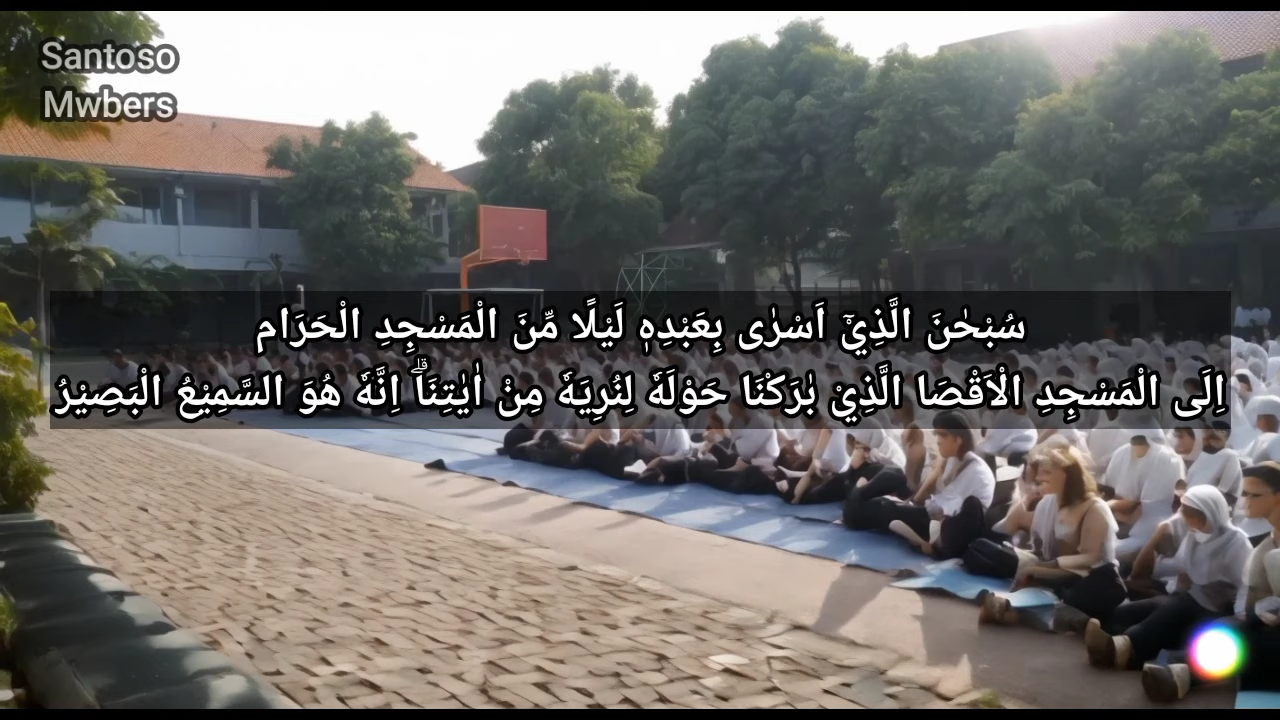 Santoso
Mwbers
سُبْحٰنَ الَّذِيْٓ اَسْرٰى بِعَبْدِهٖ لَيْلًا مِّنَ الْمَسْجِدِ الْحَرَام
اِلَى الْمَسْجِدِ الْاَقْصَا الَّذِيْ بٰرَكْنَا حَوْلَهٗ لِنُرِيَهٗ مِنْ اٰيٰتِنَاۗ اِنَّهٗ هُوَ السَّمِيْعُ الْبَصِيْرُ